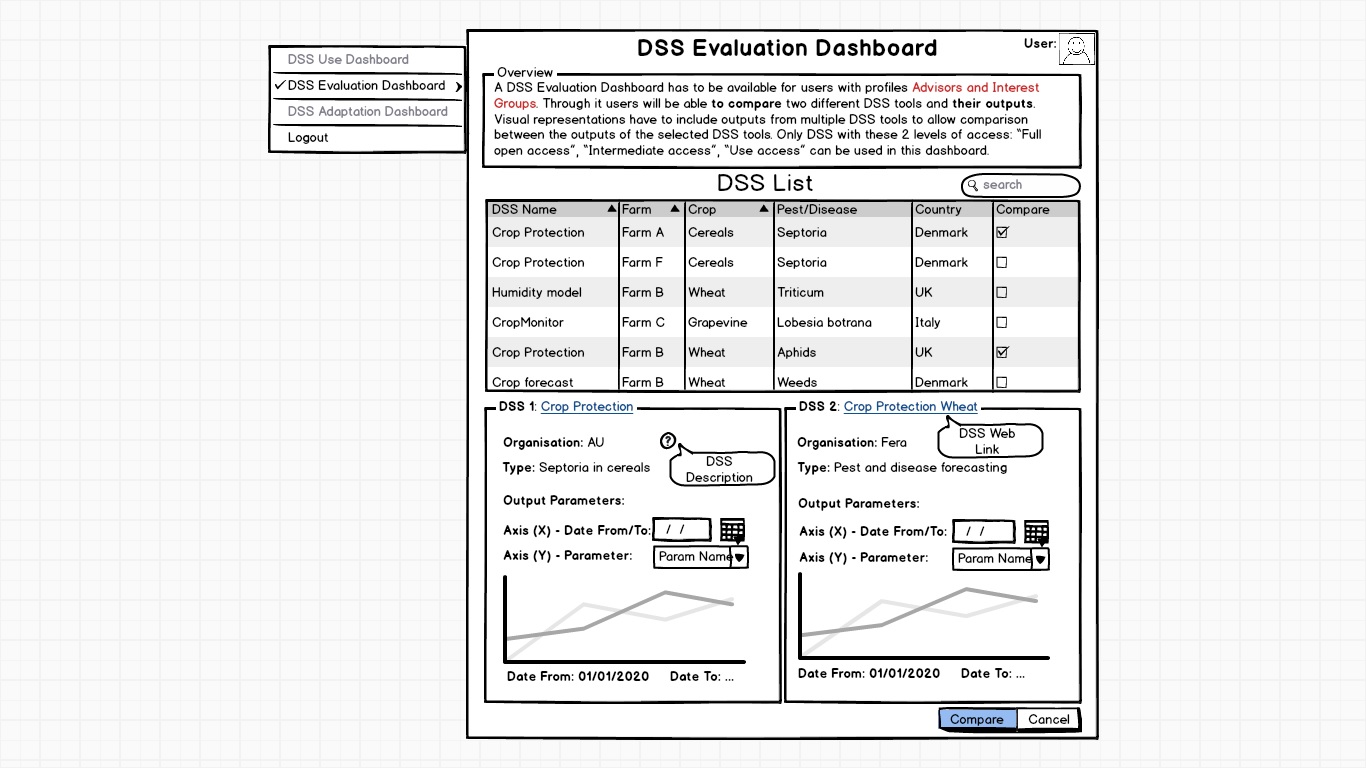 DSS Evaluation Dashboard
User:
DSS Use Dashboard
DSS Evaluation Dashboard
DSS Adaptation Dashboard
Logout
Overview
A DSS Evaluation Dashboard has to be available for users with profiles Advisors and Interest
Groups. Through it users will be able to compare two different DSS tools and their outputs.
Visual representations have to include outputs from multiple DSS tools to allow comparison
between the outputs of the selected DSS tools. Only DSS with these 2 levels of access: "Full
open access", "Intermediate access", "Use access" can be used in this dashboard.
DSS List
search
DSS Name Farm Crop Pest/Disease Country Compare
Crop Protection Farm A Cereals Septoria Denmark
Crop Protection Farm F Cereals Septoria Denmark
Humidity model Farm B Wheat Triticum UK
CropMonitor Farm C Grapevine Lobesia botrana Italy
Crop Protection Farm B Wheat Aphids UK
Crop forecast Farm B Wheat Weeds Denmark
DSS 1: Crop Protection
Organisation: AU
?
DSS
Description
Type: Septoria in cereals
Output Parameters:
Axis (X) - Date From/To: / /
Axis (Y) - Parameter: Param Name
Date From: 01/01/2020 Date To: ...
DSS 2: Crop Protection Wheat
DSS Web
Link
Organisation: Fera
Type: Pest and disease forecasting
Output Parameters:
Axis (X) - Date From/To: / /
Axis (Y) - Parameter: Param Name
Date From: 01/01/2020 Date To: ...
Compare Cancel